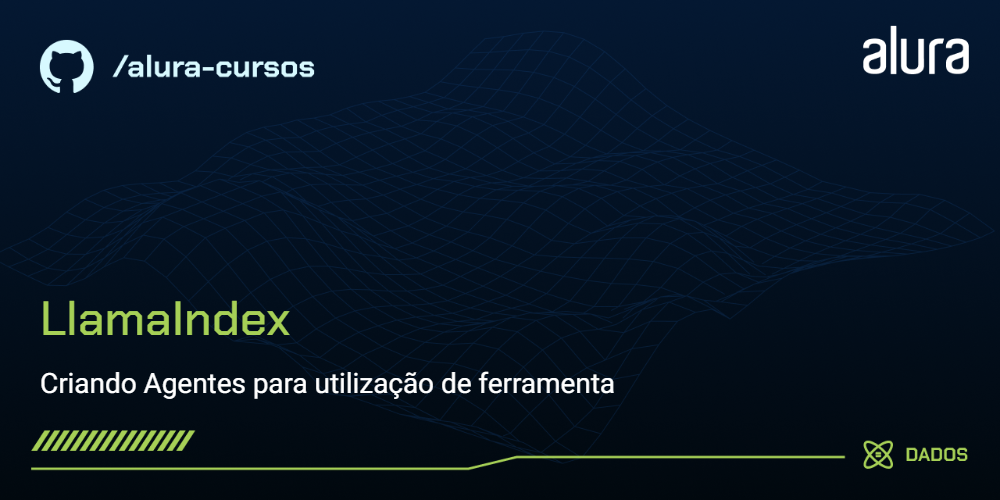 /alura-cursos
alura
LlamaIndex
Criando Agentes para utilização de ferramenta
DADOS